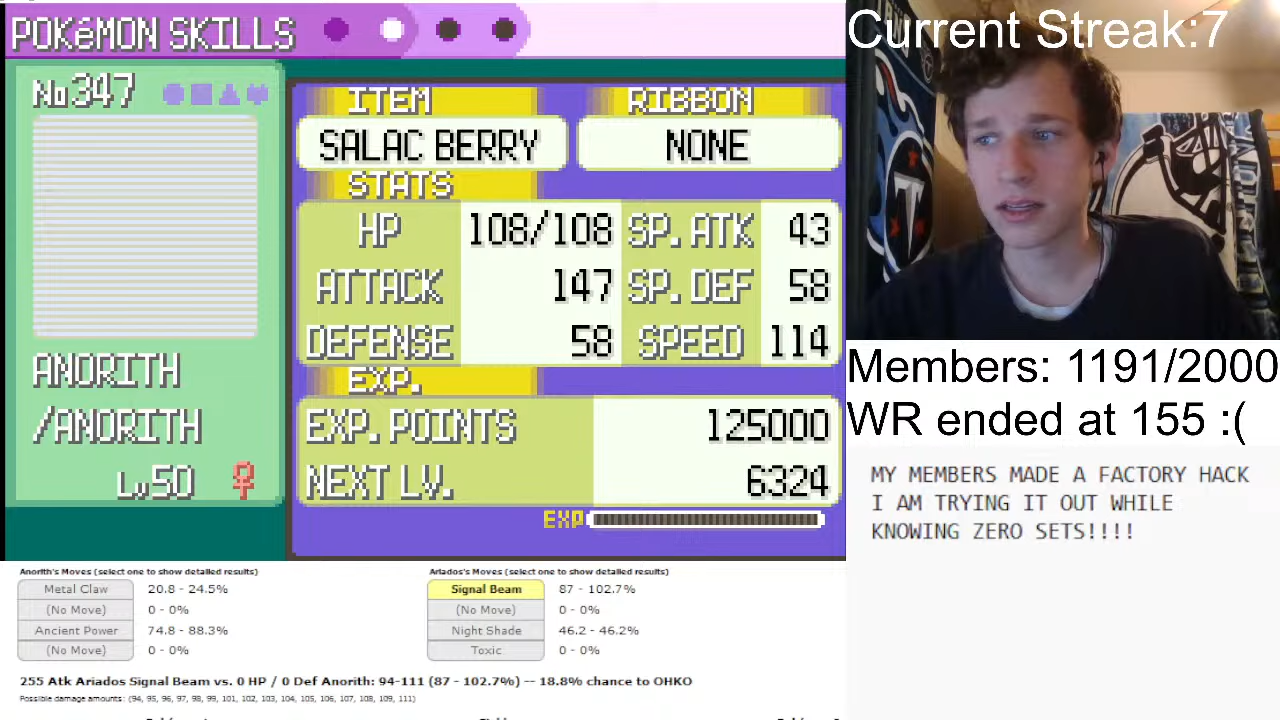 POKéMON SKILLS
Current Streak:7
No347
ITEM
RIBBON
SALAC BERRY
NONE
STATS
HP
108/108
SP. ATK
43
ATTACK
147
SP. DEF
58
DEFENSE
58
SPEED
114
EXP.
ANORITH
/ANORITH
Lv50 ♀
EXP. POINTS
125000
NEXT LV.
6324
EXP
Members: 1191/2000
WR ended at 155 :(
MY MEMBERS MADE A FACTORY HACK
I AM TRYING IT OUT WHILE
KNOWING ZERO SETS!!!!
Anorith's Moves (select one to show detailed results)
Metal Claw 20.8 - 24.5%
(No Move) 0 - 0%
Ancient Power 74.8 - 88.3%
(No Move) 0 - 0%
Ariados's Moves (select one to show detailed results)
Signal Beam 87 - 102.7%
(No Move) 0 - 0%
Night Shade 46.2 - 46.2%
Toxic 0 - 0%
255 Atk Ariados Signal Beam vs. 0 HP / 0 Def Anorith: 94-111 (87 - 102.7%) -- 18.8% chance to OHKO
Possible damage amounts: (94, 95, 96, 97, 98, 99, 101, 102, 103, 104, 105, 106, 107, 108, 109, 111)